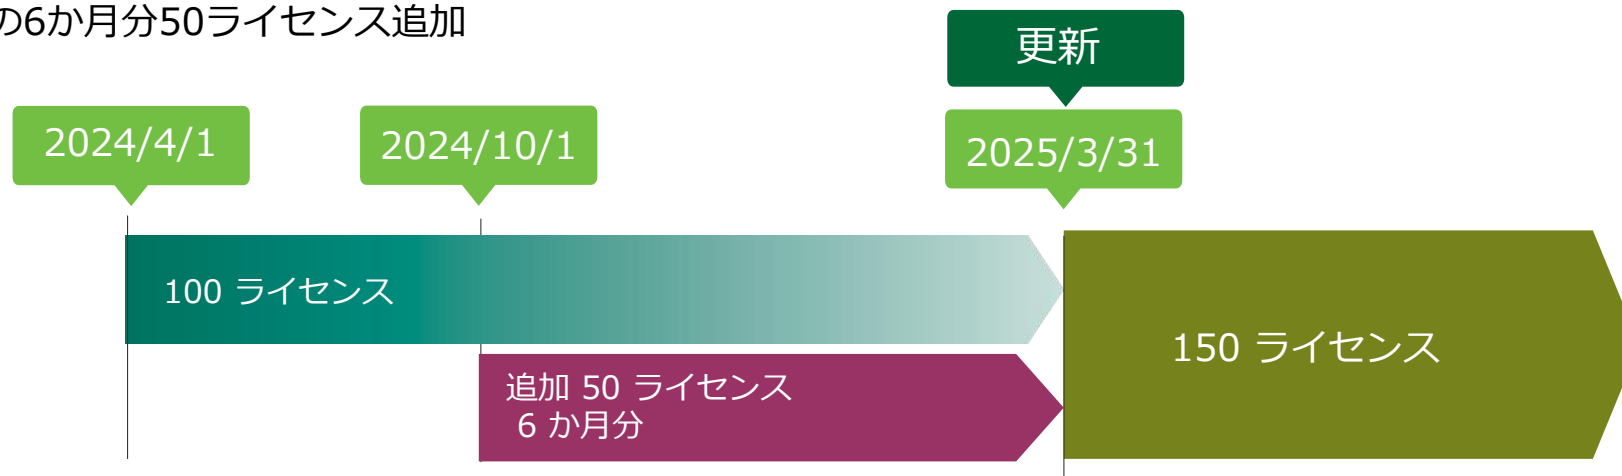 の6か月分50ライセンス追加
更新
2024/4/1
2024/10/1
2025/3/31
100 ライセンス
150 ライセンス
追加 50 ライセンス
6 か月分